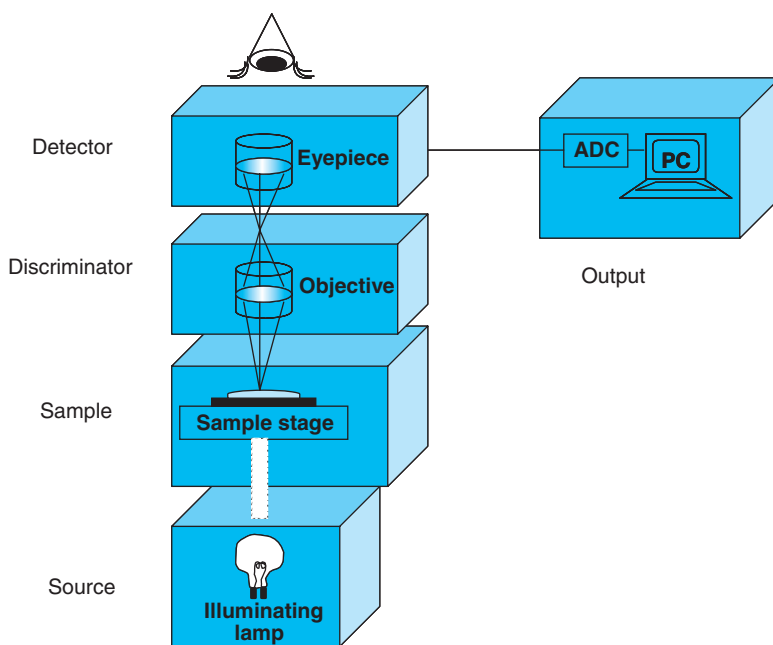 Detector
Eyepiece
ADC
PC
Discriminator
Objective
Output
Sample
Sample stage
Source
Illuminating
lamp